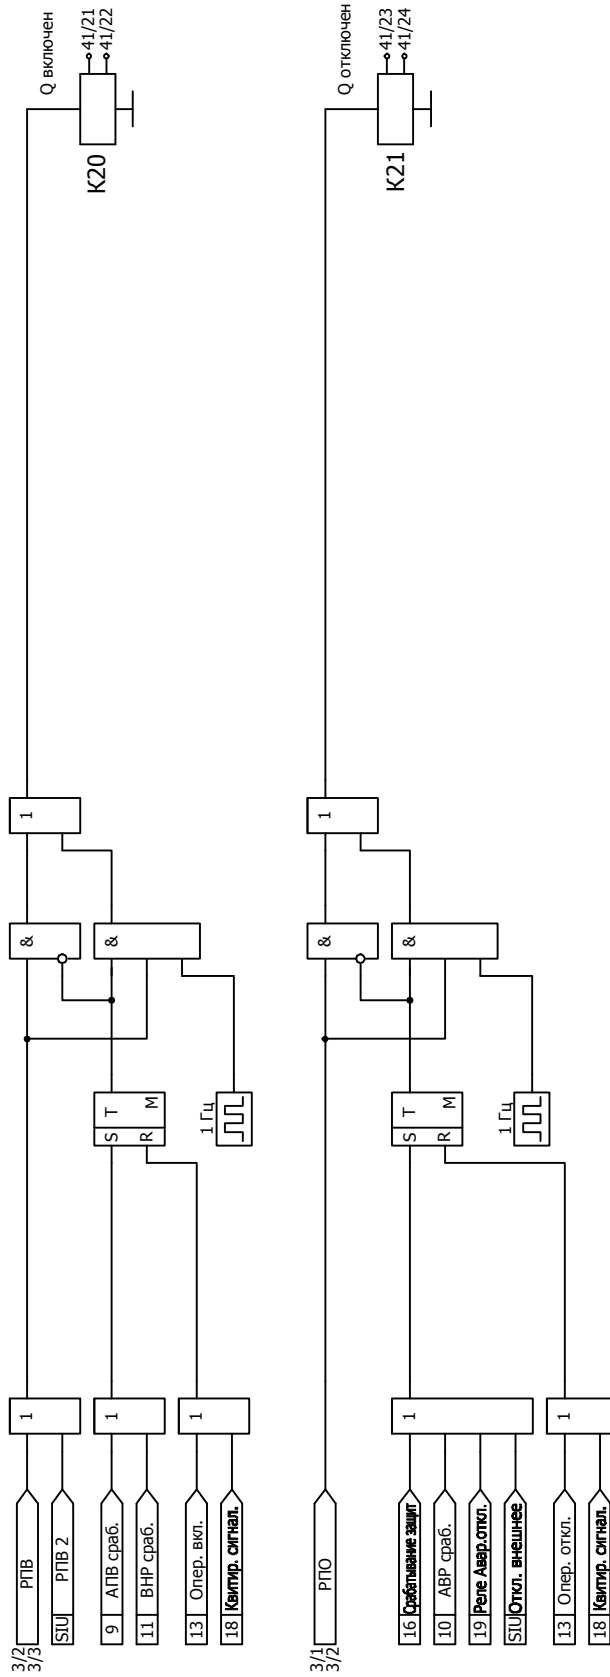 3/2
3/3
РПВ
SIU РПВ 2
9 АПВ сраб.
11 ВНР сраб.
13 Опер. вкл.
18 Квитир. сигнал.
1
1
1
S T
R M
1 Гц
&
&
1
Q включен
41/21
41/22
K20
3/1
3/2
РПО
16 Срабатывание защит
10 АВР сраб.
19 Реле Авар.откл.
SIU Откл. внешнее
13 Опер. откл.
18 Квитир. сигнал.
1
1
S T
R M
1 Гц
&
&
1
Q отключен
41/23
41/24
K21